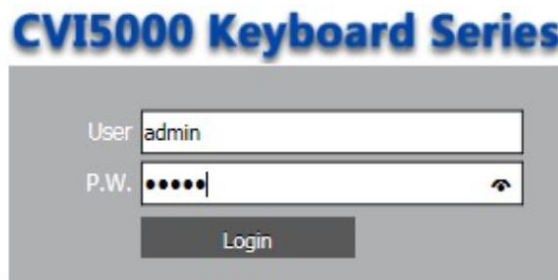 CVI5000 Keyboard Series
User admin
P.W. •••••
Login